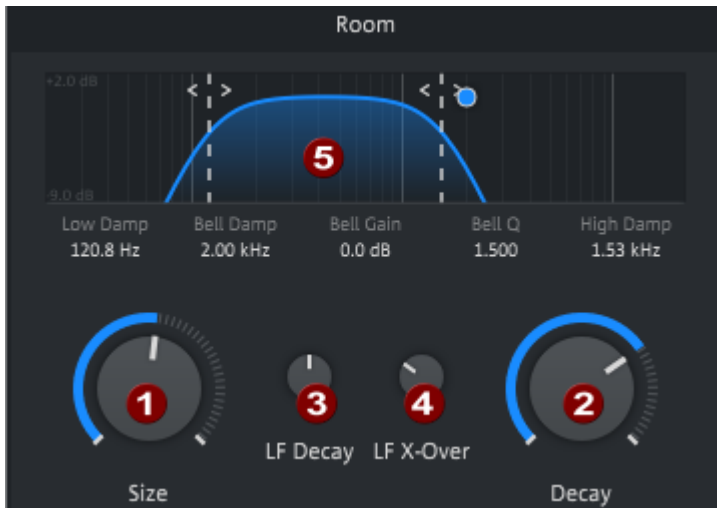 Room
+2.0 dB
< >
< >
5
-9.0 dB
Low Damp Bell Damp Bell Gain Bell Q High Damp
120.8 Hz 2.00 kHz 0.0 dB 1.500 1.53 kHz
1 3 4 2
LF Decay LF X-Over
Size Decay